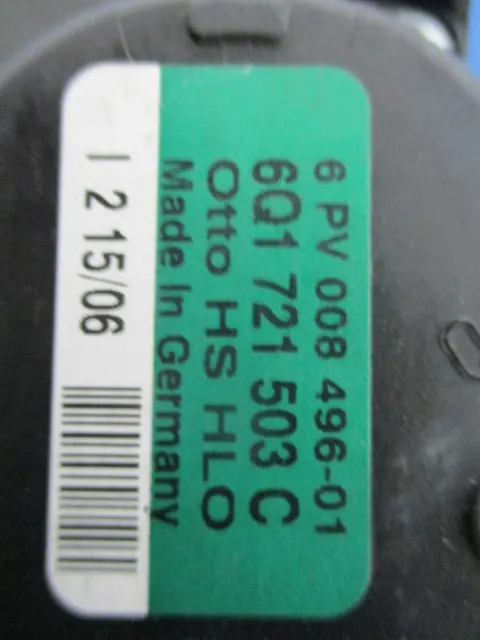 6 PV 008 496-01
6Q1 721 503 C
Otto HS HLO
Made In Germany
I 2 15/06